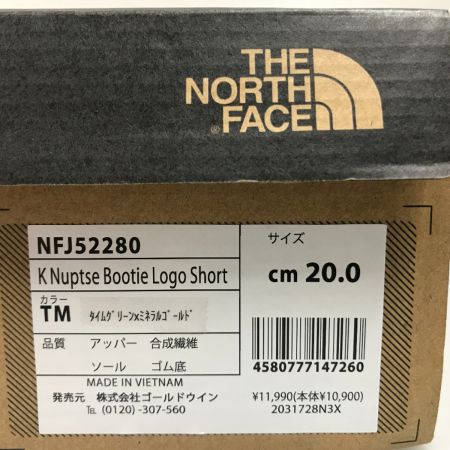 THE
NORTH
FACE
®
NFJ52280
K Nuptse Bootie Logo Short
カラー
TM ﾀｲﾑｸﾞﾘｰﾝxﾐﾈﾗﾙｺﾞｰﾙﾄﾞ
サイズ
cm 20.0
品質 アッパー 合成繊維
ソール ゴム底
MADE IN VIETNAM
発売元 株式会社ゴールドウイン
TEL (0120) -307-560
4580777147260
¥11,990(本体¥10,900)
2031728N3X